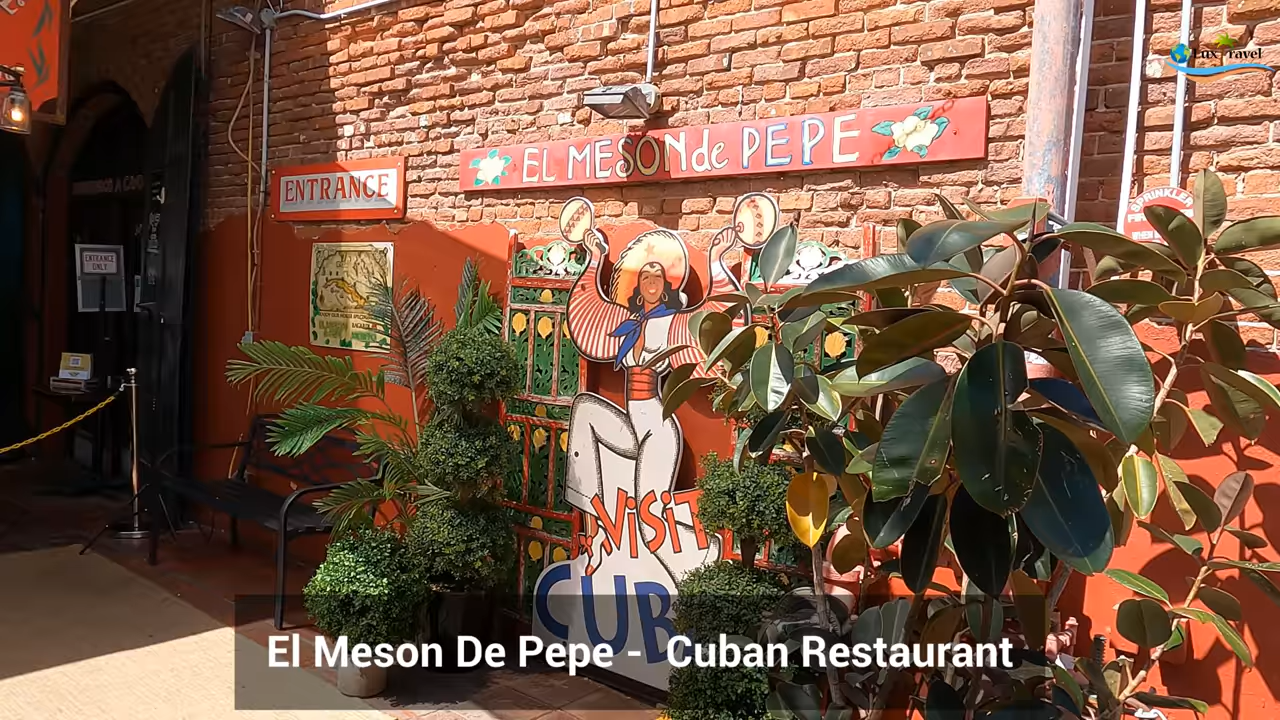 Lux Travel
EL MESON de PEPE
ENTRANCE
SPRINKLER
ENTRANCE
ONLY
VISIT
CUB
El Meson De Pepe - Cuban Restaurant